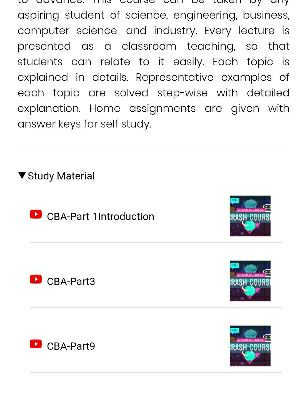 to advance. This course can be taken by any
aspiring student of science, engineering, business,
computer science and industry. Every lecture is
presented as a classroom teaching, so that
students can relate to it easily. Each topic is
explained in details. Representative examples of
each topic are solved step-wise with detailed
explanation. Home assignments are given with
answer keys for self study.
▼Study Material
CBA-Part 1Introduction
CRASH COURSE
CBA-Part3
CRASH COURSE
CBA-Part9
CRASH COURSE